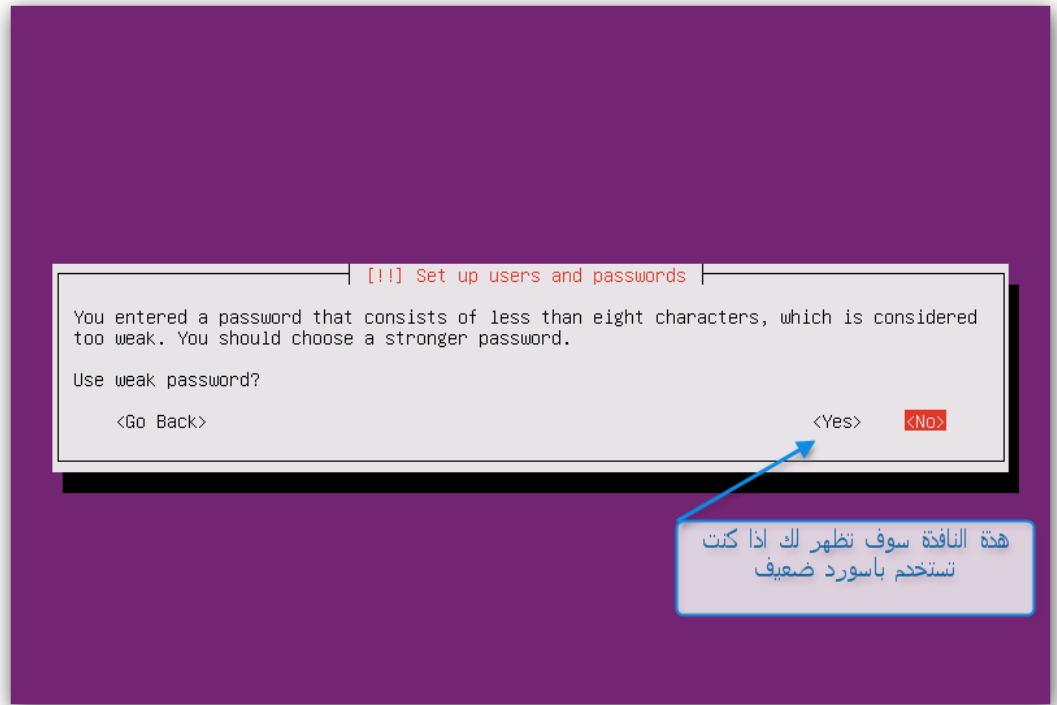 [!!] Set up users and passwords
You entered a password that consists of less than eight characters, which is considered
too weak. You should choose a stronger password.
Use weak password?
<Go Back> <Yes> <No>
هذة النافذة سوف تظهر لك اذا كنت
تستخدم باسورد ضعيف